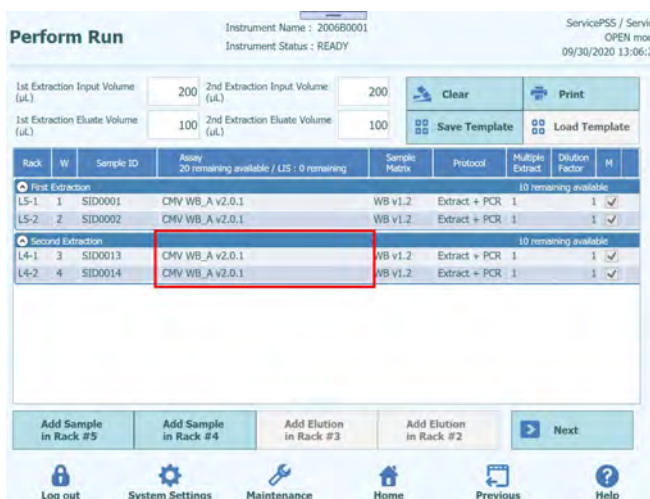 Perform Run
Instrument Name : 2006B0001
Instrument Status : READY
ServicePSS /
OPEN
09/30/2020
1st Extraction Input Volume
(uL)
200
2nd Extraction Input Volume
(uL)
200
Clear
Print
1st Extraction Eluate Volume
(uL)
100
2nd Extraction Eluate Volume
(uL)
100
Save Template
Load Template
Rack W Sample ID Assay Sample Matrix Protocol Multiple Extract Dilution Factor M
20 remaining available / LIS : 0 remaining
First Extraction 10 remaining available
L5-1 1 SID0001 CMV WB_A v2.0.1 WB v1.2 Extract + PCR 1 1
L5-2 2 SID0002 CMV WB_A v2.0.1 WB v1.2 Extract + PCR 1 1
Second Extraction 10 remaining available
L4-1 3 SID0013 CMV WB_A v2.0.1 WB v1.2 Extract + PCR 1 1
L4-2 4 SID0014 CMV WB_A v2.0.1 WB v1.2 Extract + PCR 1 1
Add Sample
in Rack #5
Add Sample
in Rack #4
Add Elution
in Rack #3
Add Elution
in Rack #2
Next
Log out
System Settings
Maintenance
Home
Previous
Help